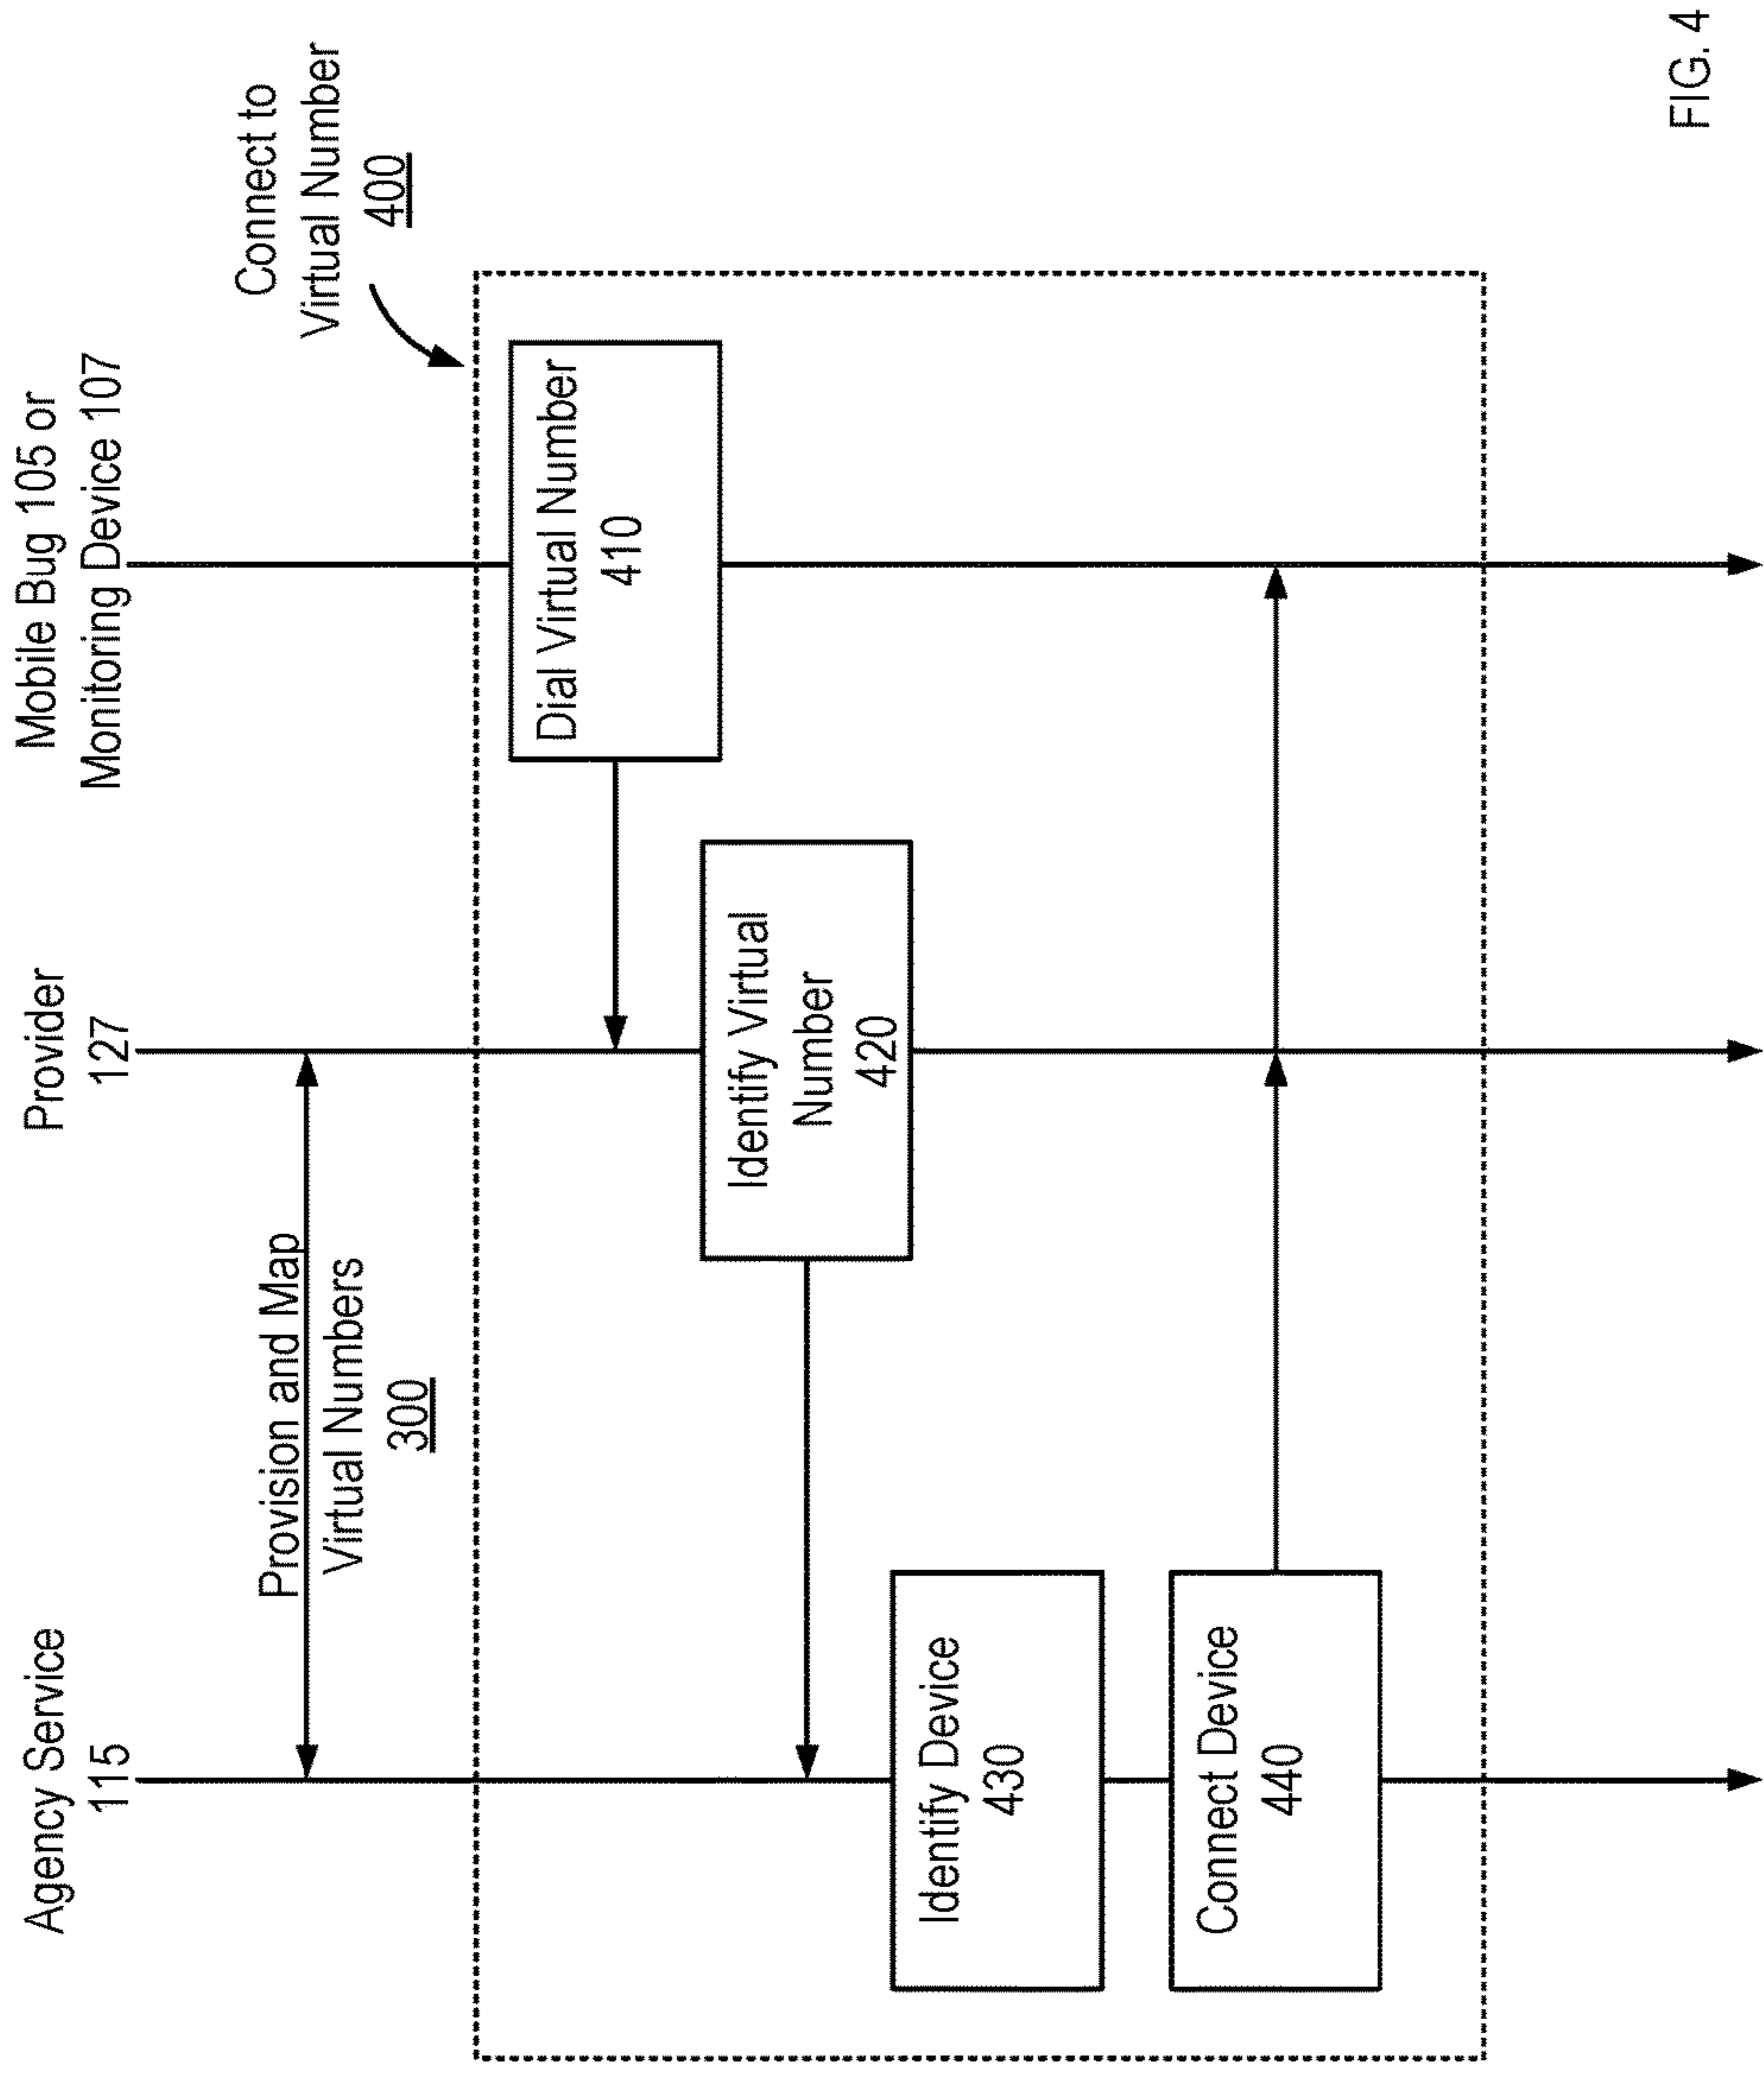 Agency Service
115
Provider
127
Mobile Bug 105 or
Monitoring Device 107
Provision and Map
Virtual Numbers
300
Connect to
Virtual Number
400
Dial Virtual Number
410
Identify Virtual
Number
420
Identify Device
430
Connect Device
440
FIG. 4